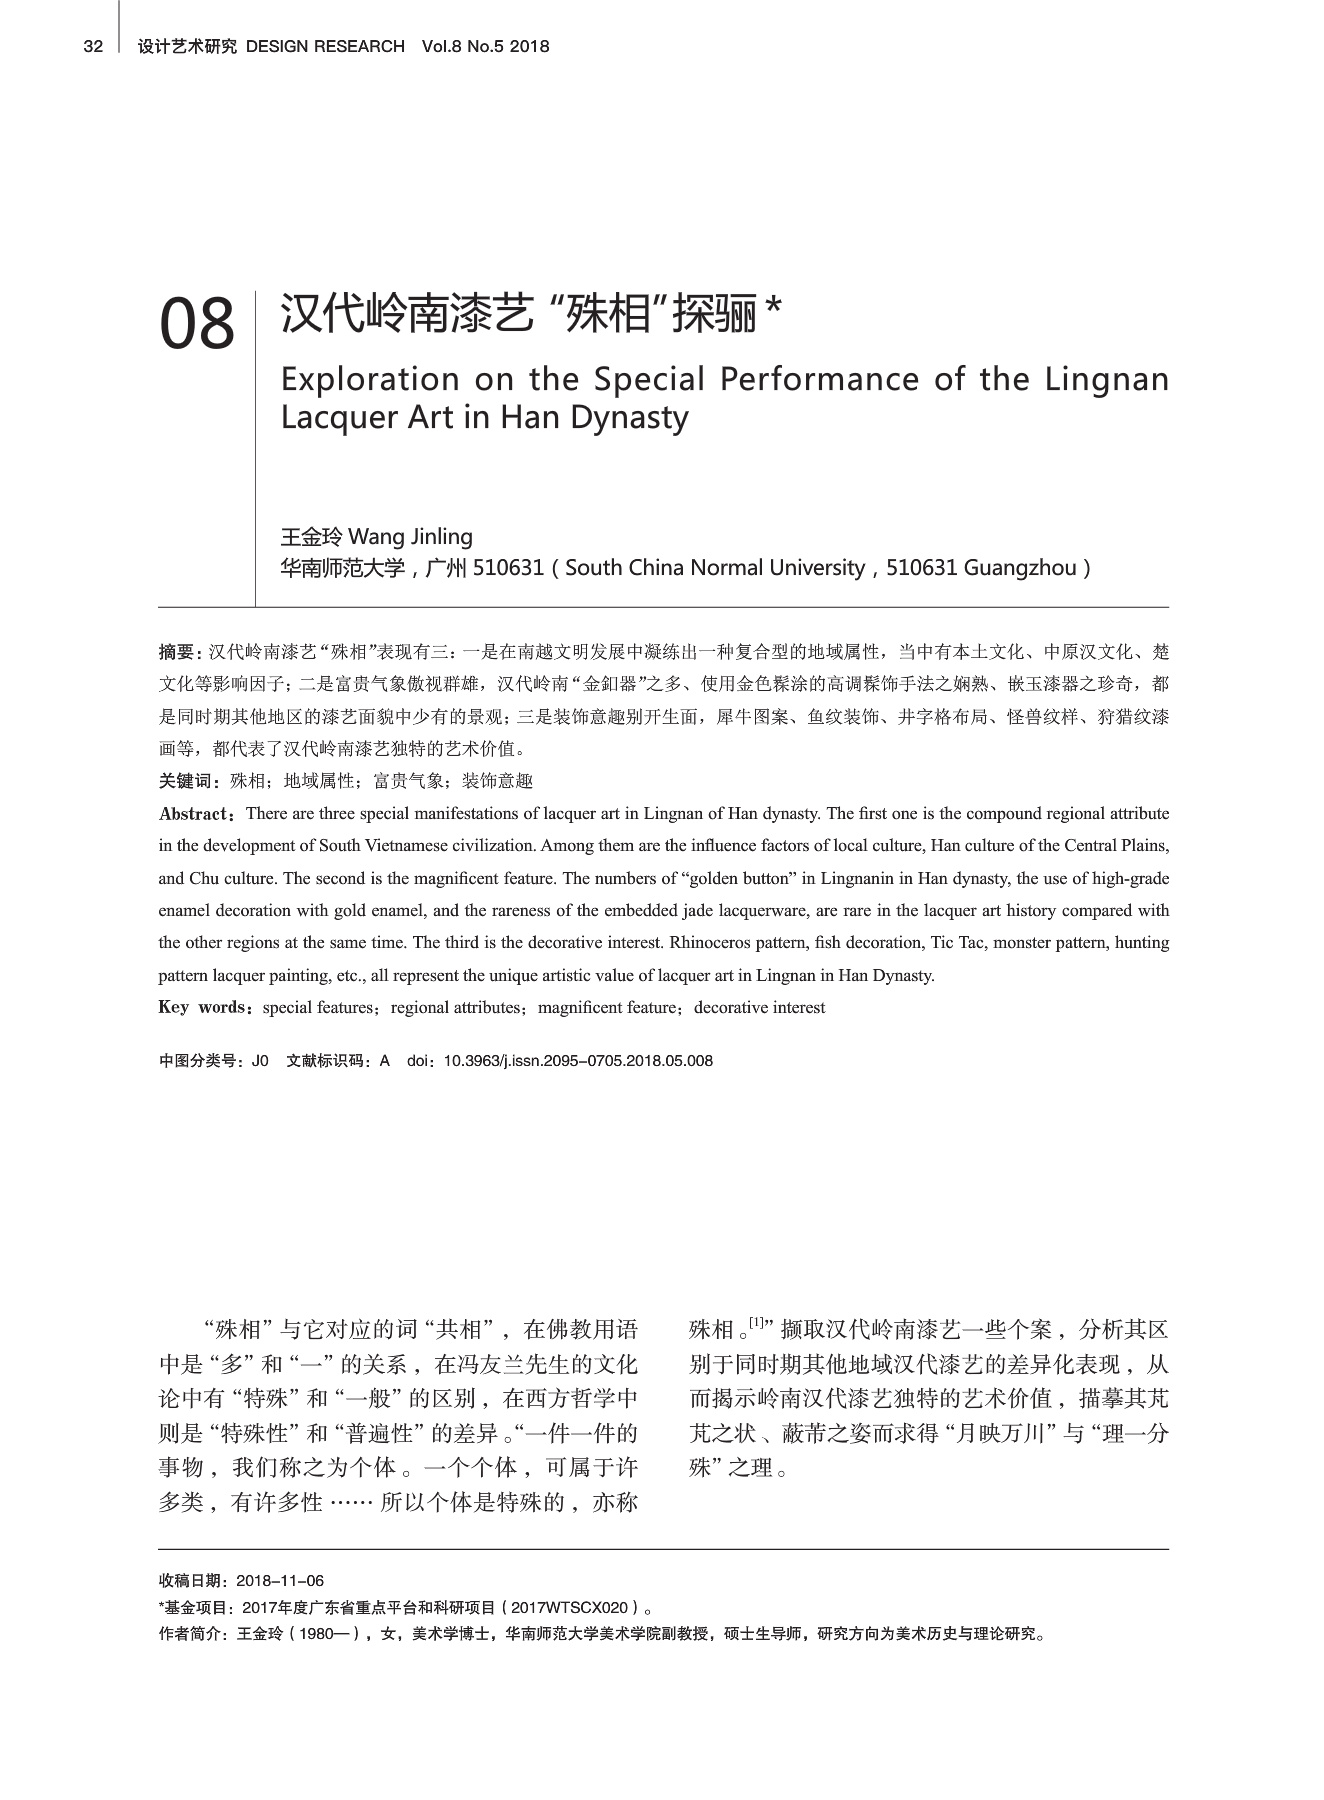 32 设计艺术研究 DESIGN RESEARCH Vol.8 No.5 2018
08
汉代岭南漆艺 “殊相”探骊*
Exploration on the Special Performance of the Lingnan
Lacquer Art in Han Dynasty
王金玲 Wang Jinling
华南师范大学，广州 510631（South China Normal University，510631 Guangzhou）
摘要：汉代岭南漆艺“殊相”表现有三：一是在南越文明发展中凝练出一种复合型的地域属性，当中有本土文化、中原汉文化、楚
文化等影响因子；二是富贵气象傲视群雄，汉代岭南“金釦器”之多、使用金色髹涂的高调髹饰手法之娴熟、嵌玉漆器之珍奇，都
是同时期其他地区的漆艺面貌中少有的景观；三是装饰意趣别开生面，犀牛图案、鱼纹装饰、井字格布局、怪兽纹样、狩猎纹漆
画等，都代表了汉代岭南漆艺独特的艺术价值。
关键词：殊相；地域属性；富贵气象；装饰意趣
Abstract：There are three special manifestations of lacquer art in Lingnan of Han dynasty. The first one is the compound regional attribute
in the development of South Vietnamese civilization. Among them are the influence factors of local culture, Han culture of the Central Plains,
and Chu culture. The second is the magnificent feature. The numbers of “golden button” in Lingnanin in Han dynasty, the use of high-grade
enamel decoration with gold enamel, and the rareness of the embedded jade lacquerware, are rare in the lacquer art history compared with
the other regions at the same time. The third is the decorative interest. Rhinoceros pattern, fish decoration, Tic Tac, monster pattern, hunting
pattern lacquer painting, etc., all represent the unique artistic value of lacquer art in Lingnan in Han Dynasty.
Key words：special features；regional attributes；magnificent feature；decorative interest
中图分类号：J0 文献标识码：A doi：10.3963/j.issn.2095-0705.2018.05.008
“殊相”与它对应的词“共相”，在佛教用语
中是“多”和“一”的关系，在冯友兰先生的文化
论中有“特殊”和“一般”的区别，在西方哲学中
则是“特殊性”和“普遍性”的差异。“一件一件的
事物，我们称之为个体。一个个体，可属于许
多类，有许多性……所以个体是特殊的，亦称
殊相。[1]”撷取汉代岭南漆艺一些个案，分析其区
别于同时期其他地域汉代漆艺的差异化表现，从
而揭示岭南汉代漆艺独特的艺术价值，描摹其芃
芃之状、蔽芾之姿而求得“月映万川”与“理一分
殊”之理。
收稿日期：2018-11-06
*基金项目：2017年度广东省重点平台和科研项目（2017WTSCX020）。
作者简介：王金玲（1980—），女，美术学博士，华南师范大学美术学院副教授，硕士生导师，研究方向为美术历史与理论研究。